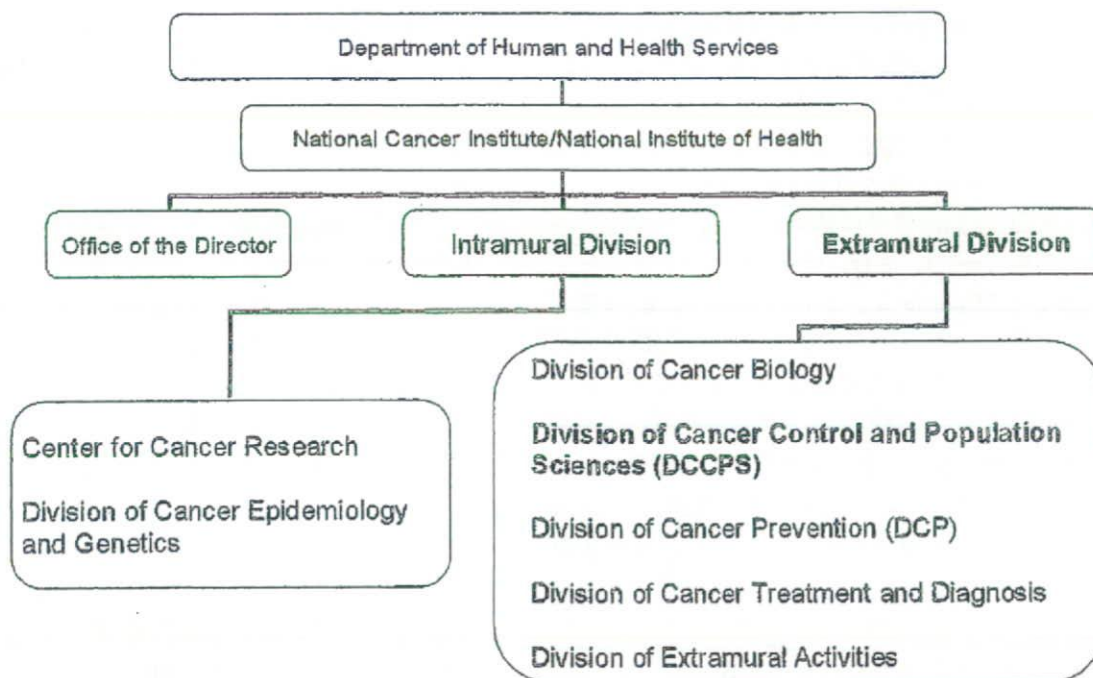 Department of Human and Health Services
National Cancer Institute/National Institute of Health
Office of the Director
Intramural Division
Extramural Division
Center for Cancer Research
Division of Cancer Epidemiology
and Genetics
Division of Cancer Biology
Division of Cancer Control and Population
Sciences (DCCPS)
Division of Cancer Prevention (DCP)
Division of Cancer Treatment and Diagnosis
Division of Extramural Activities